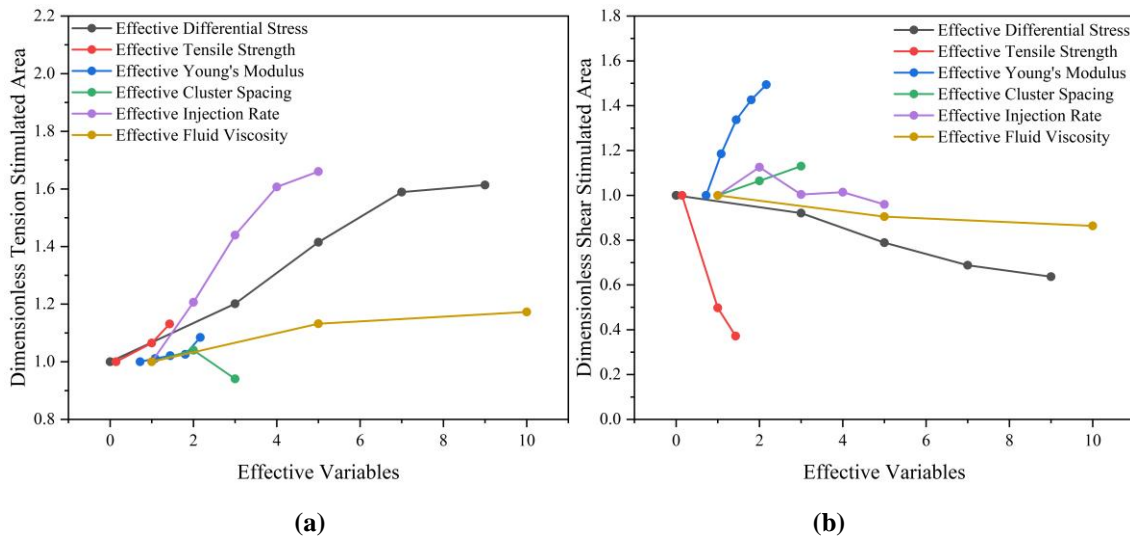 2.2
2.0
1.8
1.6
1.4
1.2
1.0
0.8
Dimensionless Tension Stimulated Area
Effective Differential Stress
Effective Tensile Strength
Effective Young's Modulus
Effective Cluster Spacing
Effective Injection Rate
Effective Fluid Viscosity
0 2 4 6 8 10
Effective Variables
(a)
1.8
1.6
1.4
1.2
1.0
0.8
0.6
0.4
0.2
0.0
Dimensionless Shear Stimulated Area
Effective Differential Stress
Effective Tensile Strength
Effective Young's Modulus
Effective Cluster Spacing
Effective Injection Rate
Effective Fluid Viscosity
0 2 4 6 8 10
Effective Variables
(b)